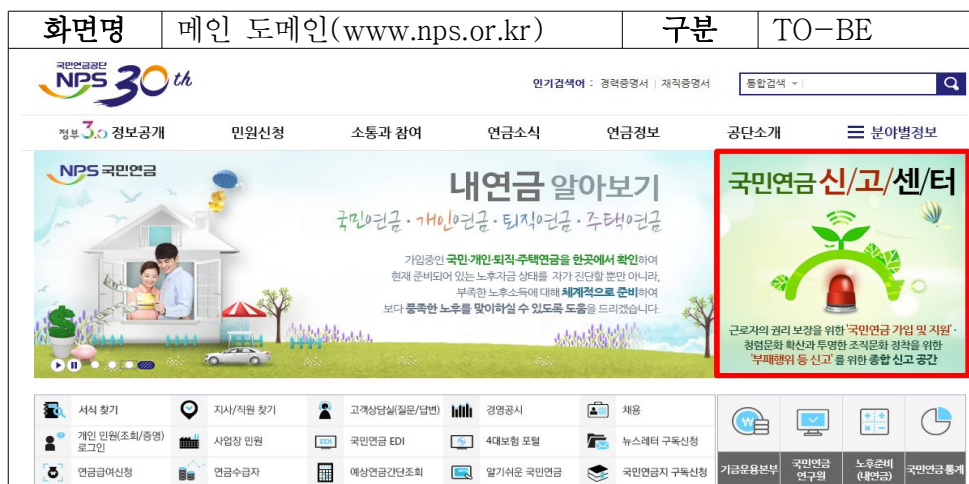 화면명 메인 도메인(www.nps.or.kr) 구분 TO-BE
국민연금공단
NPS 30th
인기검색어 : 경력증명서 | 재직증명서
통합검색
정부3.0 정보공개 민원신청 소통과 참여 연금소식 연금정보 공단소개 분야별정보
NPS 국민연금
내연금 알아보기
국민연금·개인연금·퇴직연금·주택연금
가입중인 국민·개인·퇴직·주택연금을 한곳에서 확인하여
현재 준비되어 있는 노후자금 상태를 자가 진단할 뿐만 아니라,
부족한 노후소득에 대해 체계적으로 준비하여
보다 풍족한 노후를 맞이하실 수 있도록 도움을 드리겠습니다.
국민연금 신/고/센/터
근로자의 권리 보장을 위한 '국민연금 가입 및 지원'·
청렴문화 확산과 투명한 조직문화 정착을 위한
'부패행위 등 신고'를 위한 종합 신고 공간
서식 찾기 지사/직원 찾기 고객상담실(질문/답변) 경영공시 채용
개인 민원(조회/증명)
로그인
사업장 민원 EDI 국민연금 EDI 4대보험 포털 뉴스레터 구독신청
연금급여신청 연금수급자 예상연금간단조회 알기쉬운 국민연금 국민연금지 구독신청
기금운용본부
국민연금
연구원
노후준비
(내연금)
국민연금통계